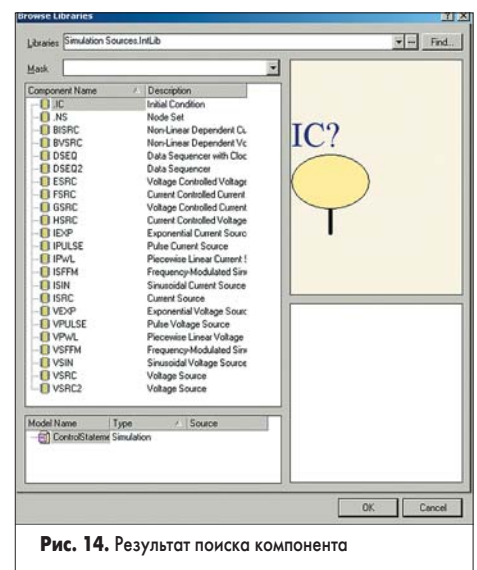 Browse Libraries
Libraries Simulation Sources.IntLib Find...
Mask
Component Name Description
.IC Initial Condition
.NS Node Set
BISRC Non-Linear Dependent Cu
BVSRC Non-Linear Dependent Vc
DSEQ Data Sequencer with Cloc
DSEQ2 Data Sequencer
ESRC Voltage Controlled Voltage
FSRC Current Controlled Current
GSRC Voltage Controlled Current
HSRC Current Controlled Voltage
IEXP Exponential Current Sourc
IPULSE Pulse Current Source
IPWL Piecewise Linear Current S
ISFFM Frequency-Modulated Sinu
ISIN Sinusoidal Current Source
ISRC Current Source
VEXP Exponential Voltage Sourc
VPULSE Pulse Voltage Source
VPWL Piecewise Linear Voltage
VSFFM Frequency-Modulated Sinu
VSIN Sinusoidal Voltage Source
VSRC Voltage Source
VSRC2 Voltage Source
IC?
Model Name Type Source
ControlStateme Simulation
OK Cancel
Рис. 14. Результат поиска компонента